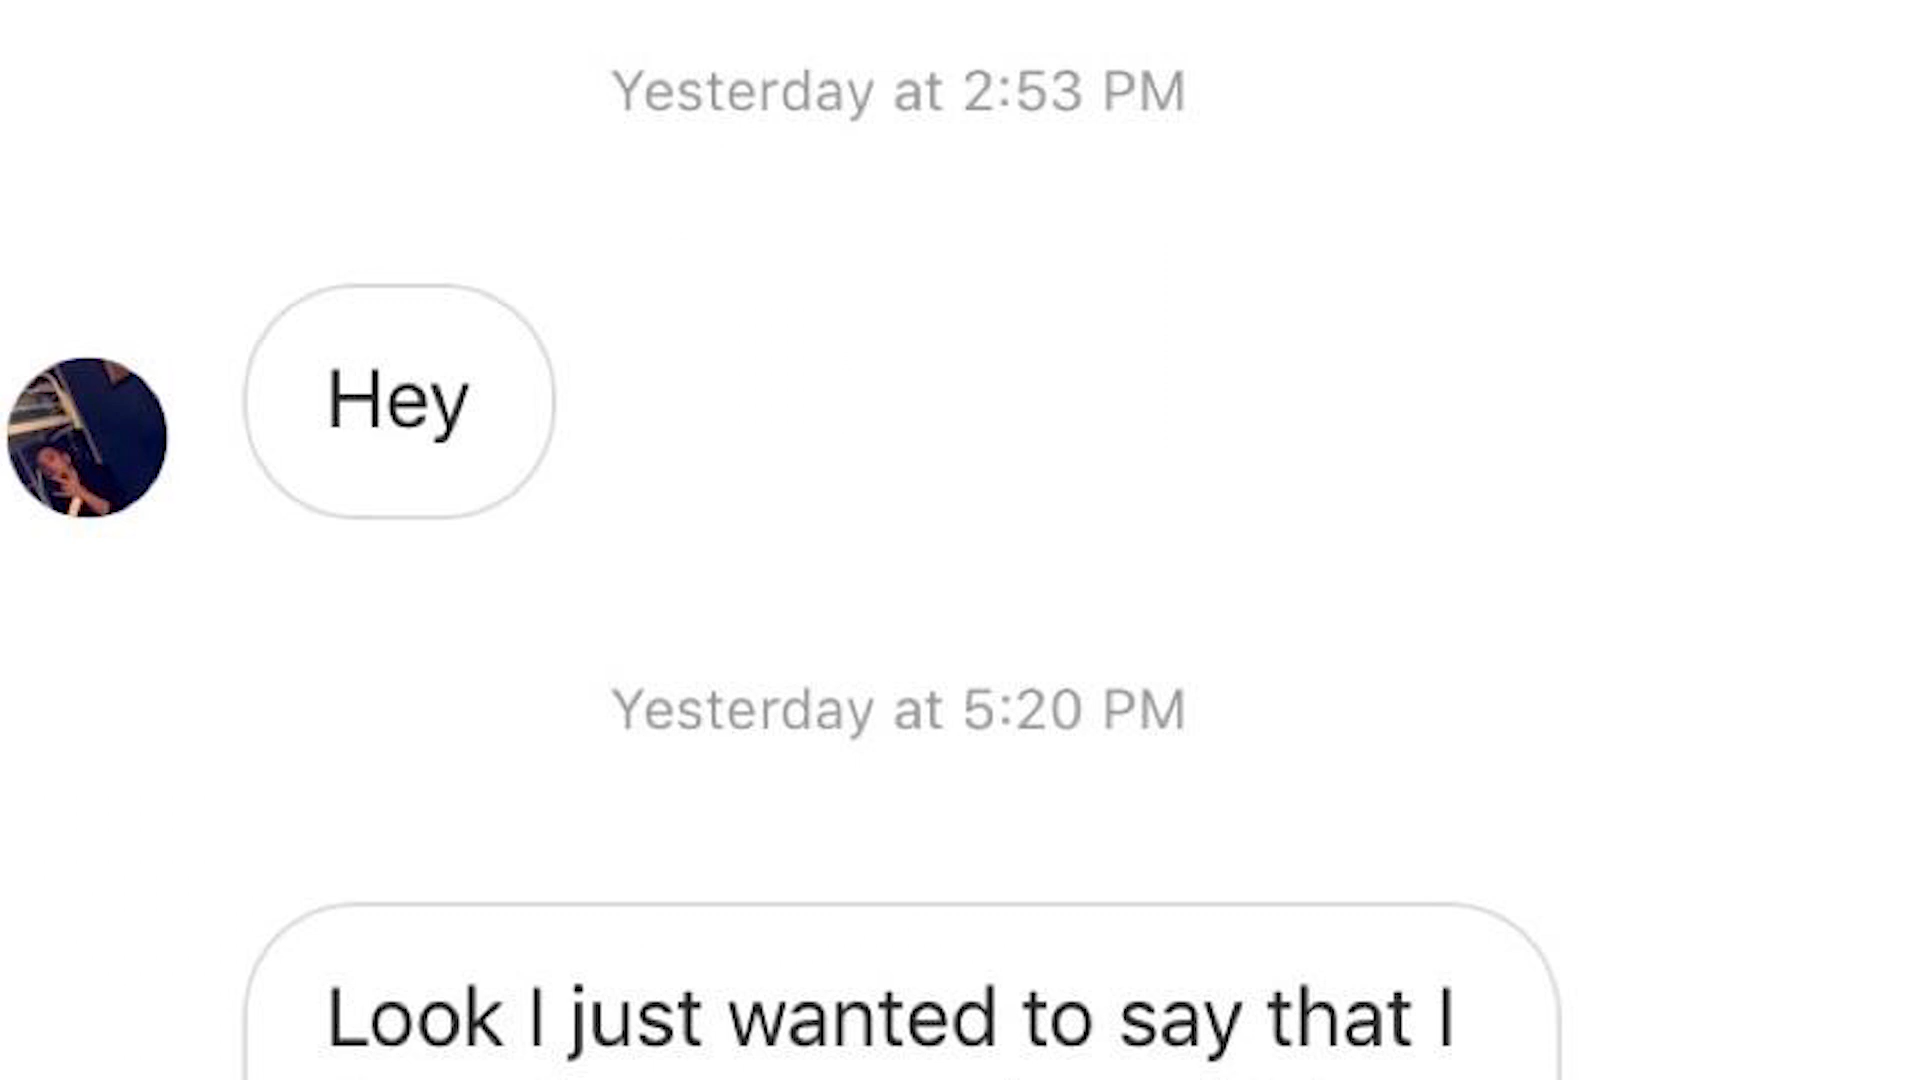 Yesterday at 2:53 PM
Hey
Yesterday at 5:20 PM
Look I just wanted to say that I